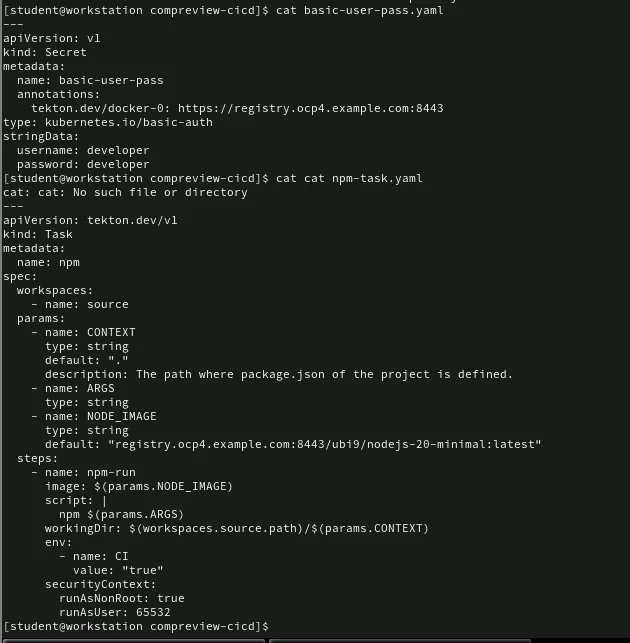 [student@workstation compreview-cicd]$ cat basic-user-pass.yaml
---
apiVersion: v1
kind: Secret
metadata:
  name: basic-user-pass
  annotations:
    tekton.dev/docker-0: https://registry.ocp4.example.com:8443
type: kubernetes.io/basic-auth
stringData:
  username: developer
  password: developer
[student@workstation compreview-cicd]$ cat cat npm-task.yaml
cat: cat: No such file or directory
---
apiVersion: tekton.dev/v1
kind: Task
metadata:
  name: npm
spec:
  workspaces:
    - name: source
  params:
    - name: CONTEXT
      type: string
      default: "."
      description: The path where package.json of the project is defined.
    - name: ARGS
      type: string
    - name: NODE_IMAGE
      type: string
      default: "registry.ocp4.example.com:8443/ubi9/nodejs-20-minimal:latest"
  steps:
    - name: npm-run
      image: $(params.NODE_IMAGE)
      script: |
        npm $(params.ARGS)
      workingDir: $(workspaces.source.path)/$(params.CONTEXT)
      env:
        - name: CI
          value: "true"
      securityContext:
        runAsNonRoot: true
        runAsUser: 65532
[student@workstation compreview-cicd]$